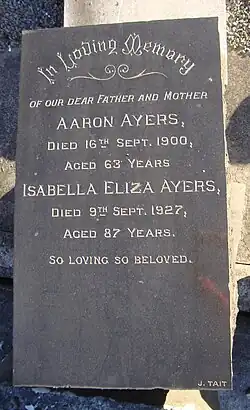 In Loving Memory
OF OUR DEAR FATHER AND MOTHER
AARON AYERS,
DIED 16TH SEPT. 1900,
AGED 63 YEARS
ISABELLA ELIZA AYERS,
DIED 9TH SEPT. 1927,
AGED 87 YEARS.
SO LOVING SO BELOVED.
J. TAIT